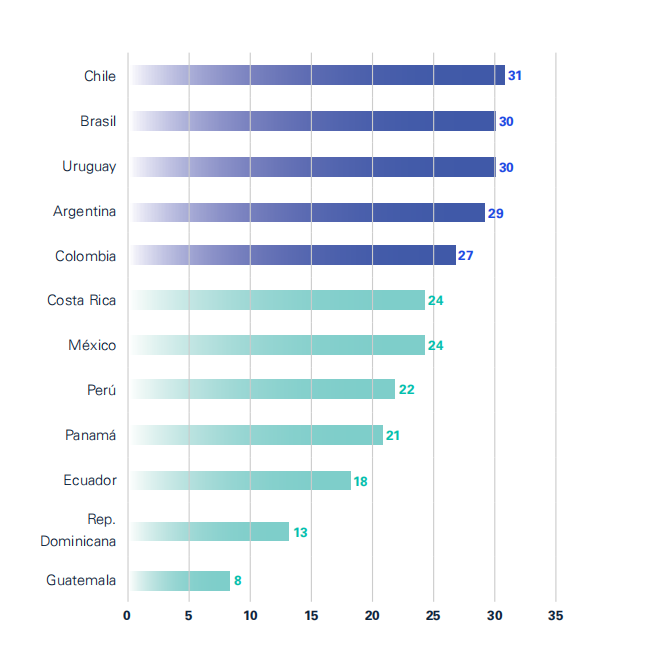 Chile 31
Brasil 30
Uruguay 30
Argentina 29
Colombia 27
Costa Rica 24
México 24
Perú 22
Panamá 21
Ecuador 18
Rep.
Dominicana 13
Guatemala 8
0 5 10 15 20 25 30 35